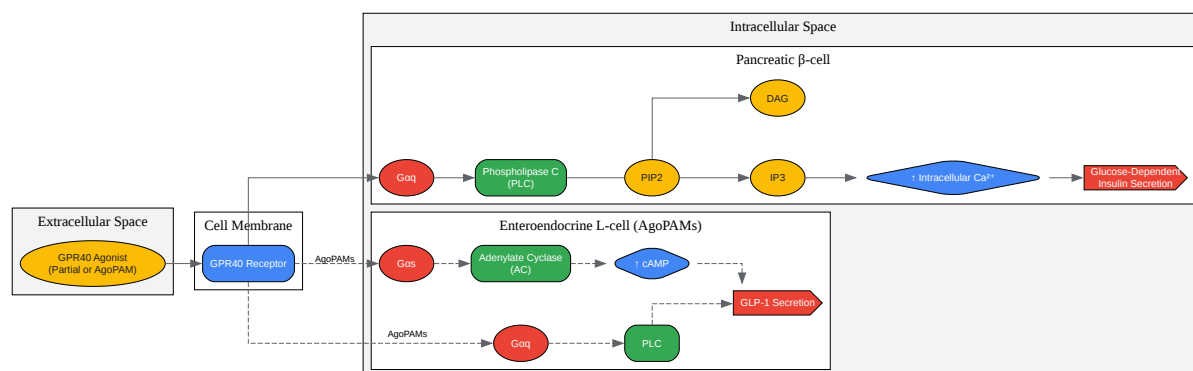 Intracellular Space
Pancreatic β-cell
DAG
Gαq
Phospholipase C
(PLC)
PIP2
IP3
↑ Intracellular Ca²⁺
Glucose-Dependent
Insulin Secretion
Extracellular Space
GPR40 Agonist
(Partial or AgoPAM)
Cell Membrane
GPR40 Receptor
Enteroendocrine L-cell (AgoPAMs)
AgoPAMs
Gαs
Adenylate Cyclase
(AC)
↑ cAMP
GLP-1 Secretion
AgoPAMs
Gαq
PLC